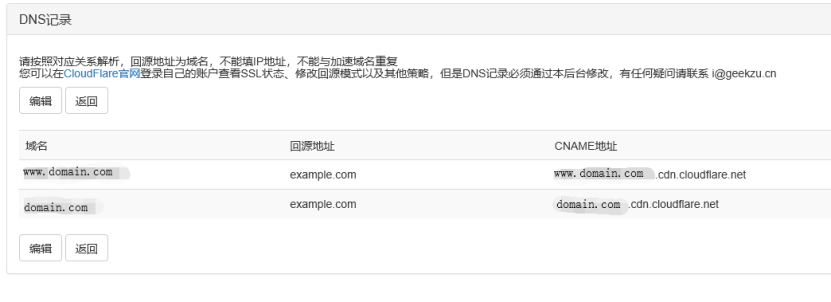 DNS记录
请按照对应关系解析，回源地址为域名，不能填IP地址，不能与加速域名重复
您可以在CloudFlare官网登录自己的账户查看SSL状态、修改回源模式以及其他策略，但是DNS记录必须通过本后台修改，有任何疑问请联系 i@geekzu.cn
编辑 返回
域名 回源地址 CNAME地址
www.domain.com example.com www.domain.com .cdn.cloudflare.net
domain.com example.com domain.com .cdn.cloudflare.net
编辑 返回